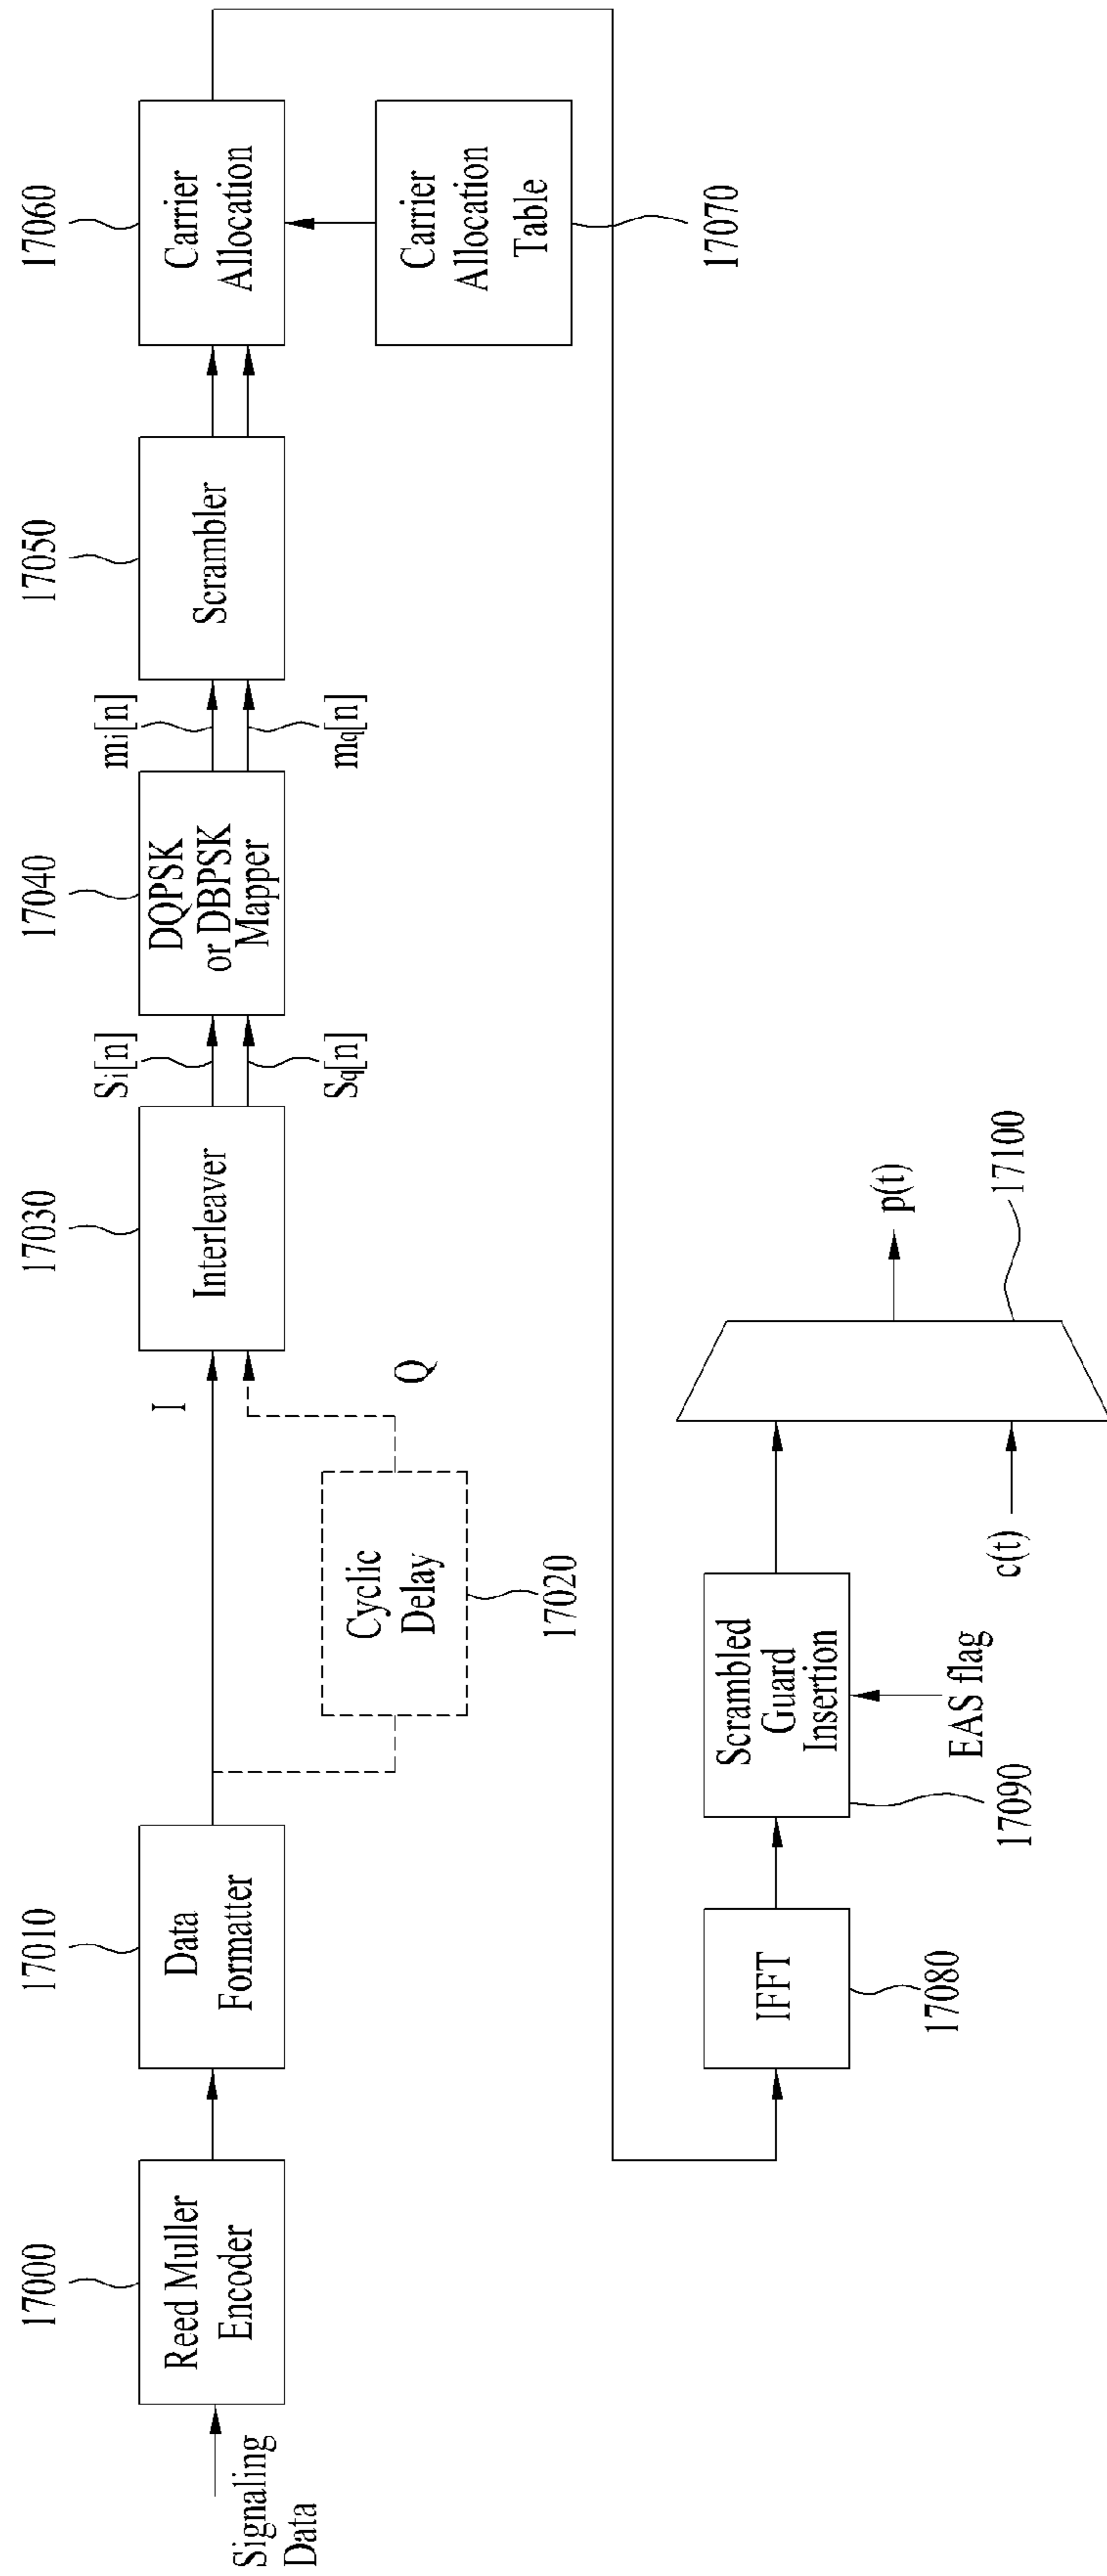 17000
17010
17030
17040
17050
17060
Signaling
Data
Reed Muller
Encoder
Data
Formatter
I
Interleaver
Si[n]
Sq[n]
DQPSK
or DBPSK
Mapper
mi[n]
mq[n]
Scrambler
Carrier
Allocation
Cyclic
Delay
17020
Q
Carrier
Allocation
Table
17070
IFFT
17080
Scrambled
Guard
Insertion
17090
EAS flag
c(t)
p(t)
17100